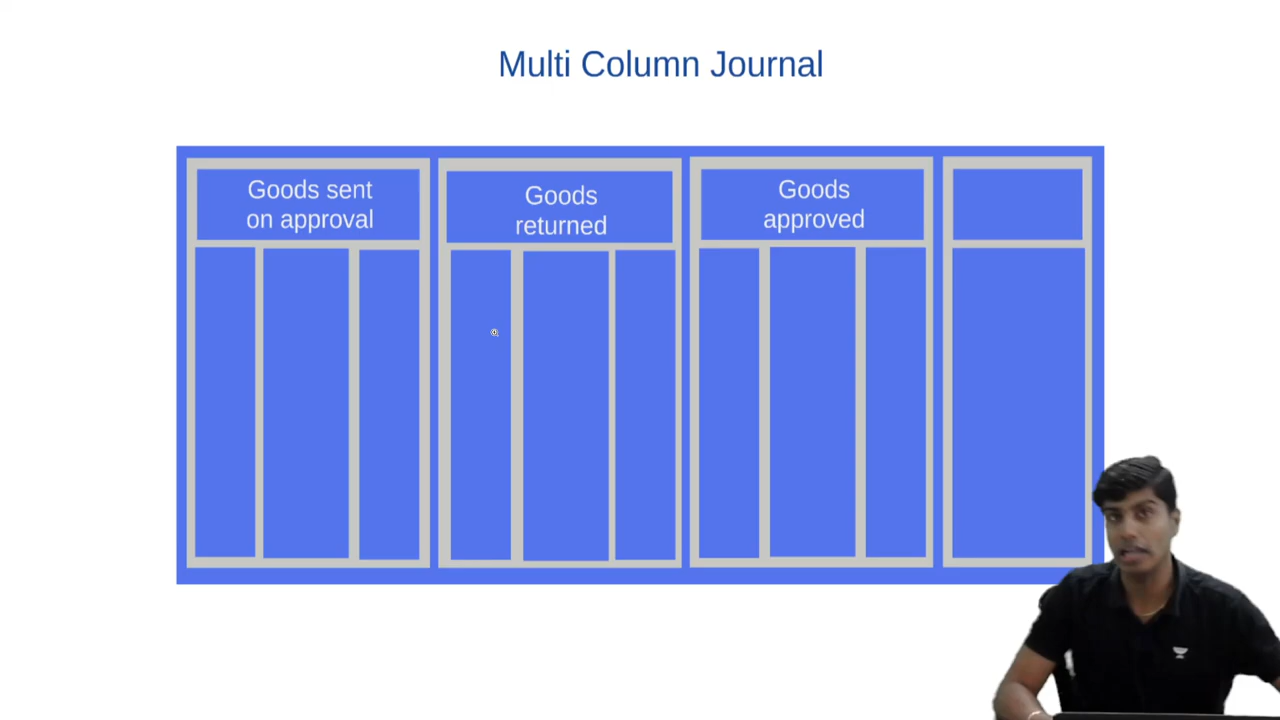 Multi Column Journal
Goods sent
on approval
Goods
returned
Goods
approved